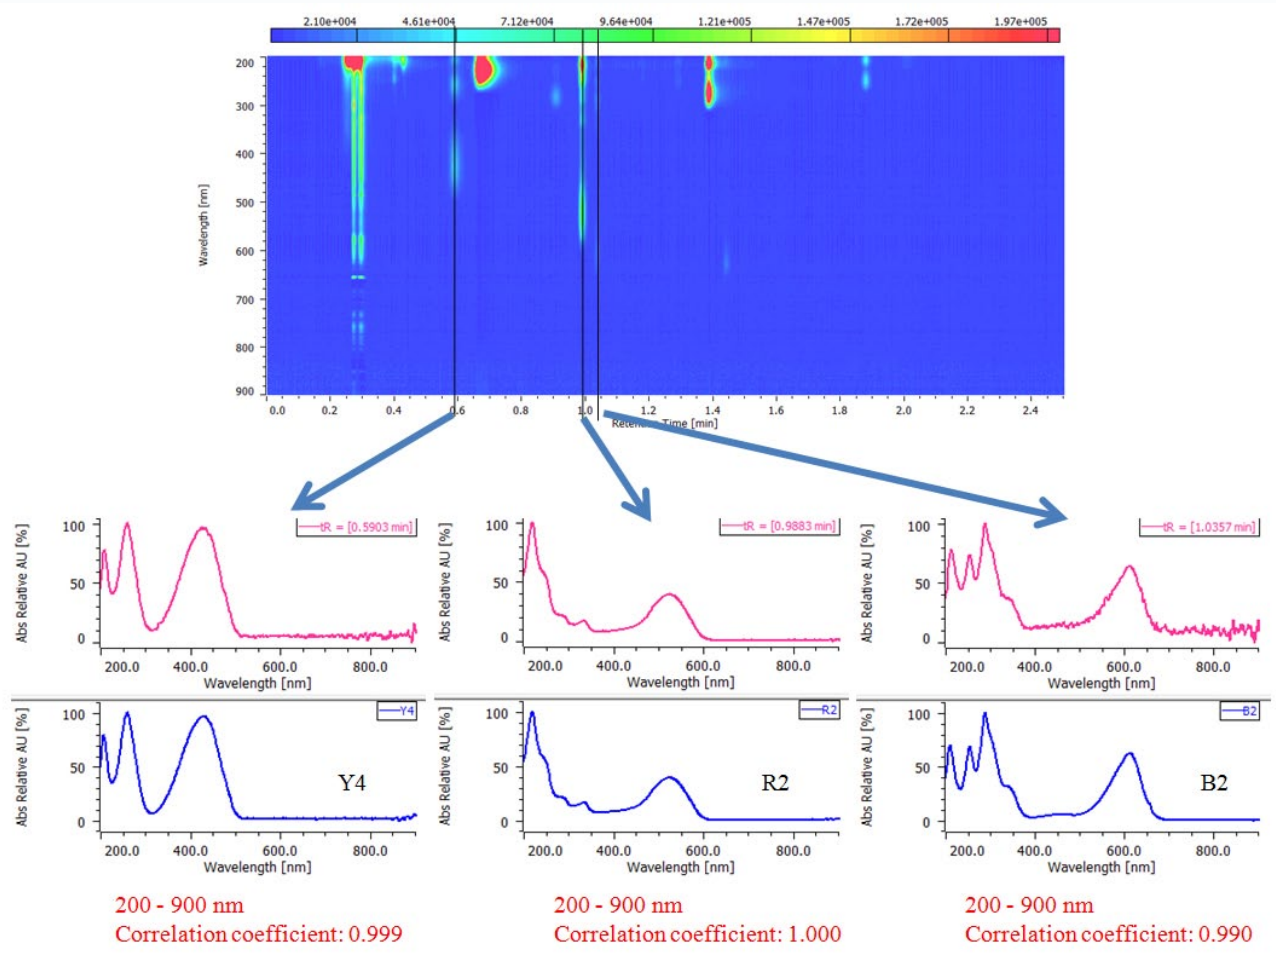 2.10e+004 4.61e+004 7.12e+004 9.64e+004 1.21e+005 1.47e+005 1.72e+005 1.97e+005
200
300
400
500
600
700
800
900
Wavelength [nm]
0.0 0.2 0.4 0.6 0.8 1.0 1.2 1.4 1.6 1.8 2.0 2.2 2.4
Retention Time [min]
Abs Relative AU [%]
100
50
0
tR = [0.5903 min]
200.0 400.0 600.0 800.0
Wavelength [nm]
Abs Relative AU [%]
100
50
0
tR = [0.9883 min]
200.0 400.0 600.0 800.0
Wavelength [nm]
Abs Relative AU [%]
100
50
0
tR = [1.0357 min]
200.0 400.0 600.0 800.0
Wavelength [nm]
Abs Relative AU [%]
100
50
0
Y4
Y4
200.0 400.0 600.0 800.0
Wavelength [nm]
Abs Relative AU [%]
100
50
0
R2
R2
200.0 400.0 600.0 800.0
Wavelength [nm]
Abs Relative AU [%]
100
50
0
B2
B2
200.0 400.0 600.0 800.0
Wavelength [nm]
200 - 900 nm
Correlation coefficient: 0.999
200 - 900 nm
Correlation coefficient: 1.000
200 - 900 nm
Correlation coefficient: 0.990